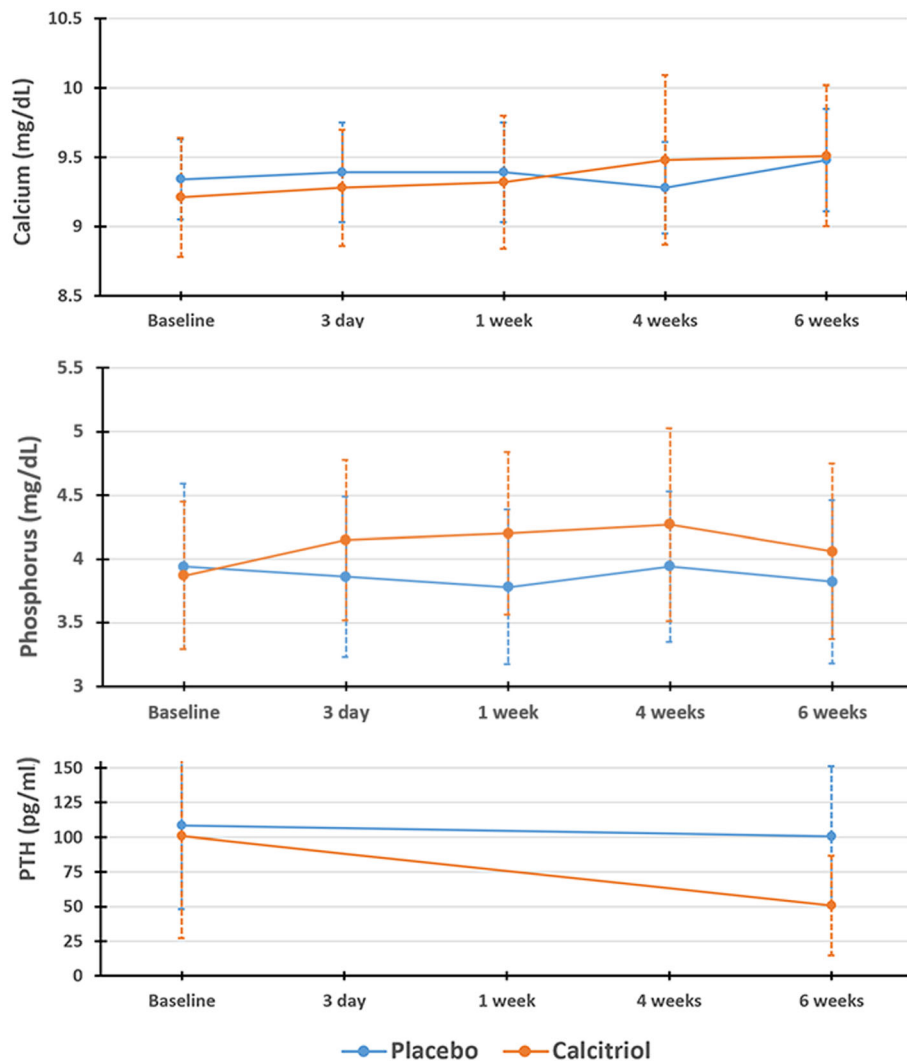 Calcium (mg/dL)
10.5
10
9.5
9
8.5
Baseline 3 day 1 week 4 weeks 6 weeks
Phosphorus (mg/dL)
5.5
5
4.5
4
3.5
3
Baseline 3 day 1 week 4 weeks 6 weeks
PTH (pg/ml)
150
125
100
75
50
25
0
Baseline 3 day 1 week 4 weeks 6 weeks
Placebo Calcitriol